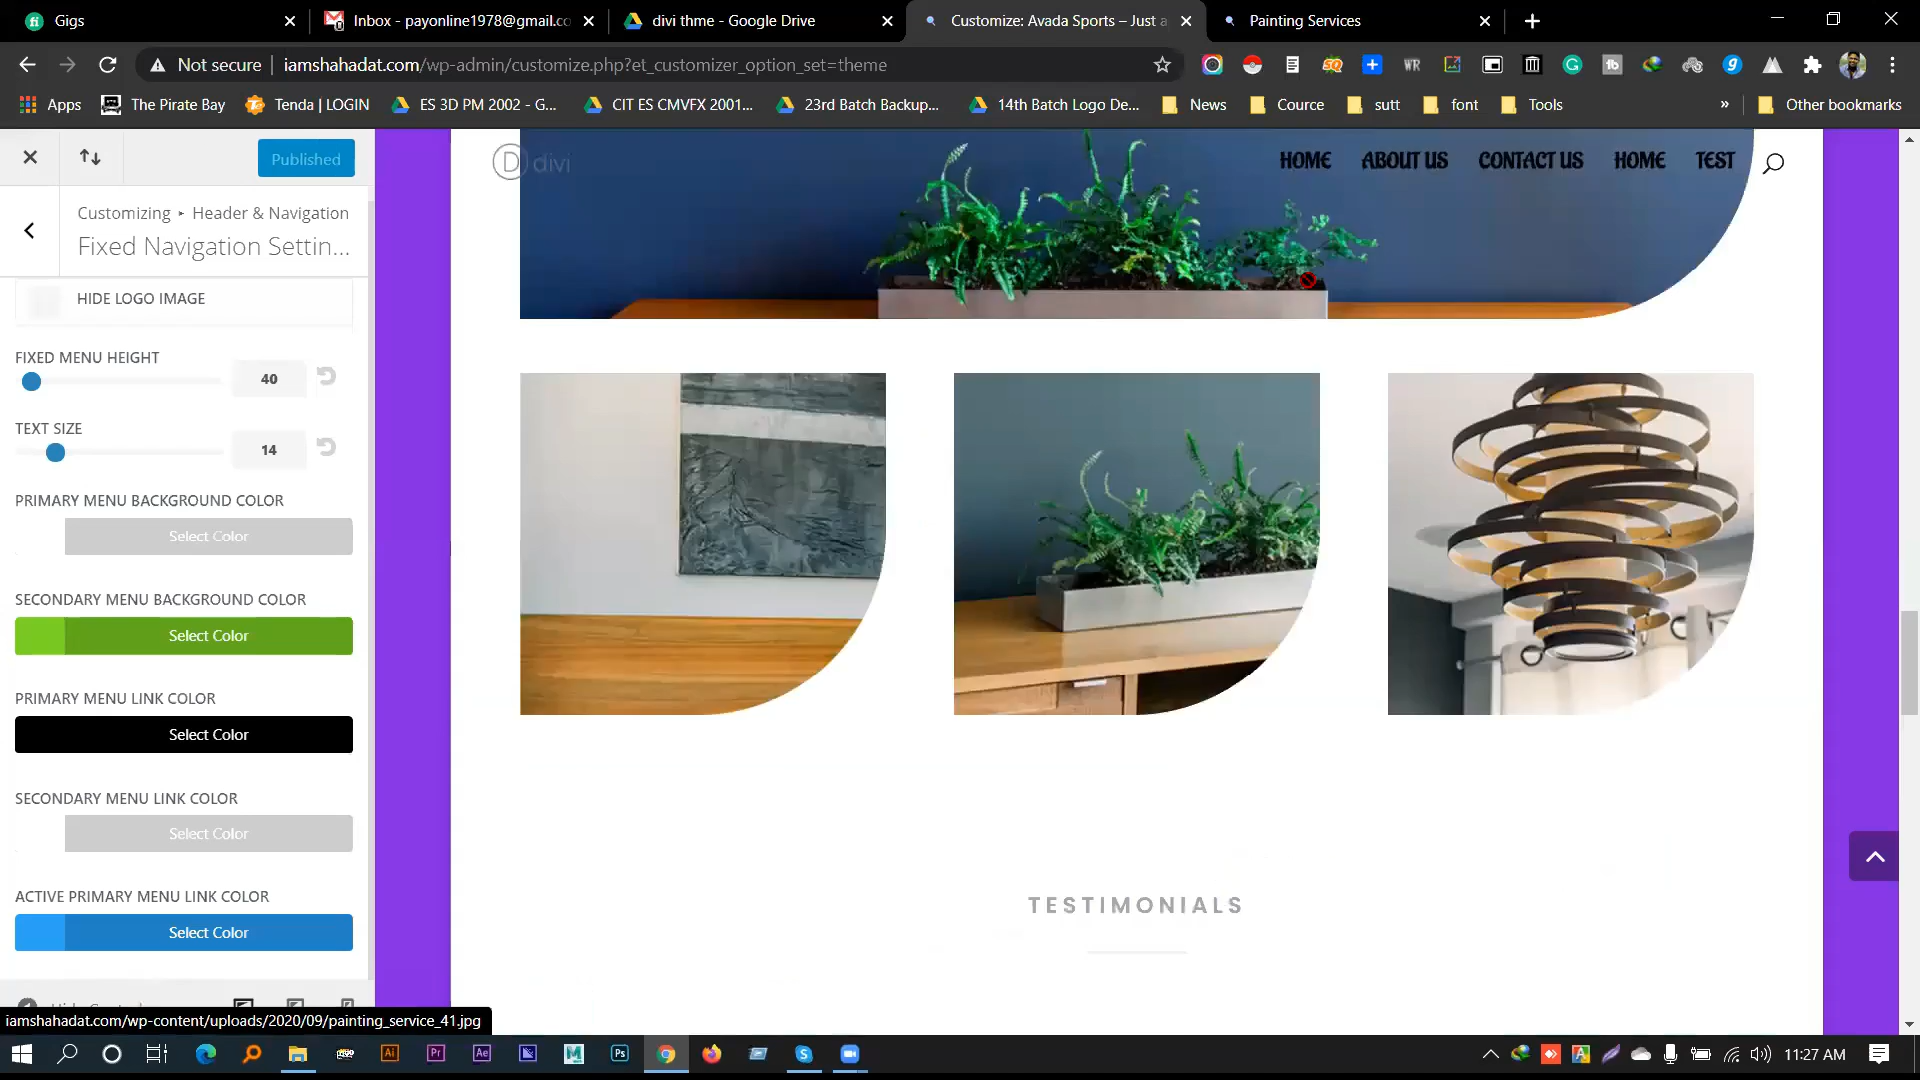 Gigs
Inbox - payonline1978@gmail.co
divi thme - Google Drive
Customize: Avada Sports – Just a
Painting Services
Not secure
iamshahadat.com/wp-admin/customize.php?et_customizer_option_set=theme
Apps
The Pirate Bay
Tenda | LOGIN
ES 3D PM 2002 - G...
CIT ES CMVFX 2001...
23rd Batch Backup...
14th Batch Logo De...
News
Cource
sutt
font
Tools
Other bookmarks
Published
Customizing ▸ Header & Navigation
Fixed Navigation Settin...
HIDE LOGO IMAGE
FIXED MENU HEIGHT
40
TEXT SIZE
14
PRIMARY MENU BACKGROUND COLOR
Select Color
SECONDARY MENU BACKGROUND COLOR
Select Color
PRIMARY MENU LINK COLOR
Select Color
SECONDARY MENU LINK COLOR
Select Color
ACTIVE PRIMARY MENU LINK COLOR
Select Color
iamshahadat.com/wp-content/uploads/2020/09/painting_service_41.jpg
D divi
HOME
ABOUT US
CONTACT US
HOME
TEST
TESTIMONIALS
11:27 AM